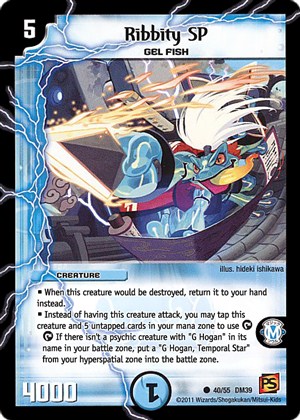 5
Ribbity SP
GEL FISH
illus. hideki ishikawa
CREATURE
■ When this creature would be destroyed, return it to your hand
instead.
■ Instead of having this creature attack, you may tap this
creature and 5 untapped cards in your mana zone to use
If there isn't a psychic creature with "G Hogan" in its
name in your battle zone, put a "G Hogan, Temporal Star"
from your hyperspatial zone into the battle zone.
M
4000
1
40/55 DM39
©2011 Wizards/Shogakukan/Mitsui-Kids
PS